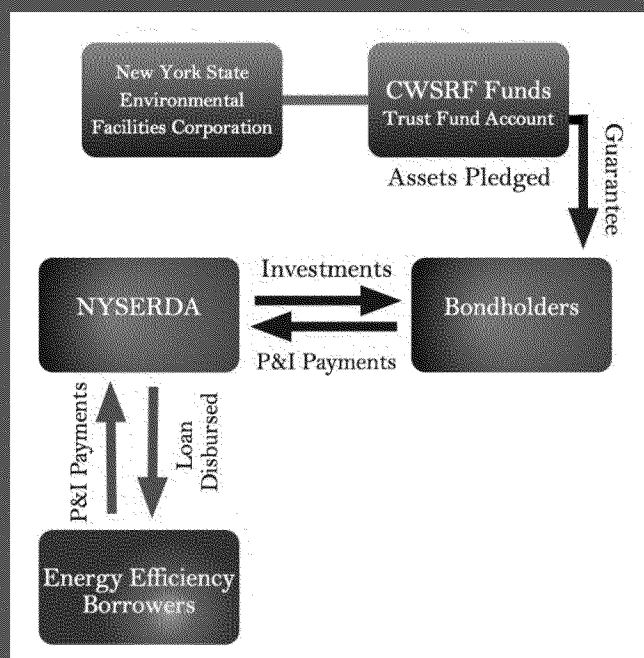 New York State
Environmental
Facilities Corporation
CWSRF Funds
Trust Fund Account
Assets Pledged
Guarantee
NYSERDA
Investments
P&I Payments
Bondholders
P&I Payments
Loan
Disbursed
Energy Efficiency
Borrowers